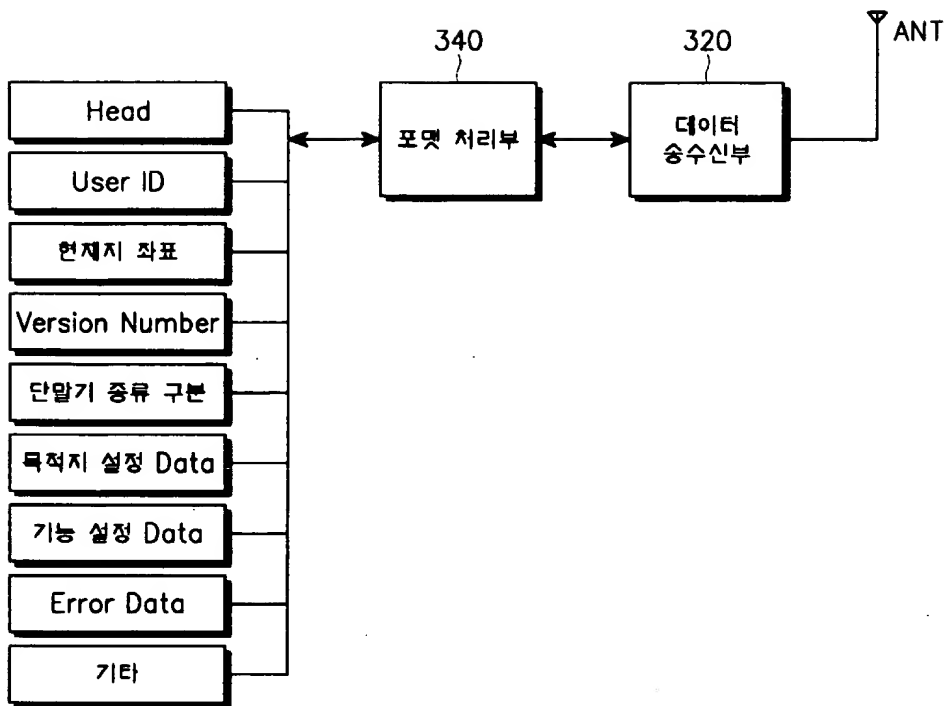 340
320
ANT
Head
User ID
현재지 좌표
Version Number
단말기 종류 구분
목적지 설정 Data
기능 설정 Data
Error Data
기타
포맷 처리부
데이터
송수신부